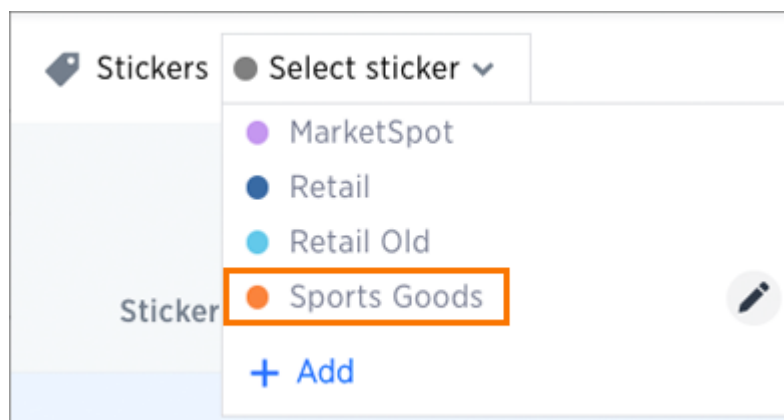 Stickers Select sticker
MarketSpot
Retail
Retail Old
Sticker Sports Goods
+ Add